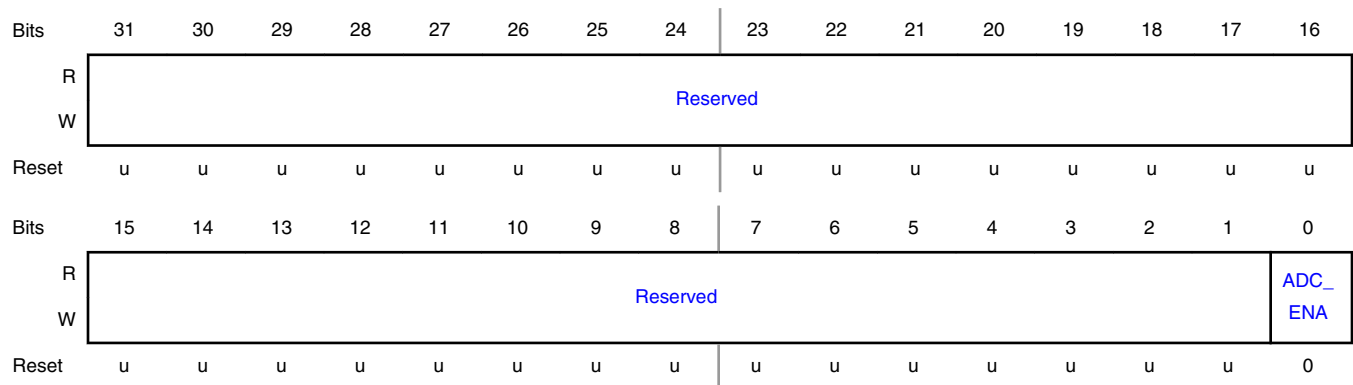 Bits 31 30 29 28 27 26 25 24 23 22 21 20 19 18 17 16
R
Reserved
W
Reset u u u u u u u u u u u u u u u u
Bits 15 14 13 12 11 10 9 8 7 6 5 4 3 2 1 0
R
Reserved
ADC_
ENA
W
Reset u u u u u u u u u u u u u u u 0